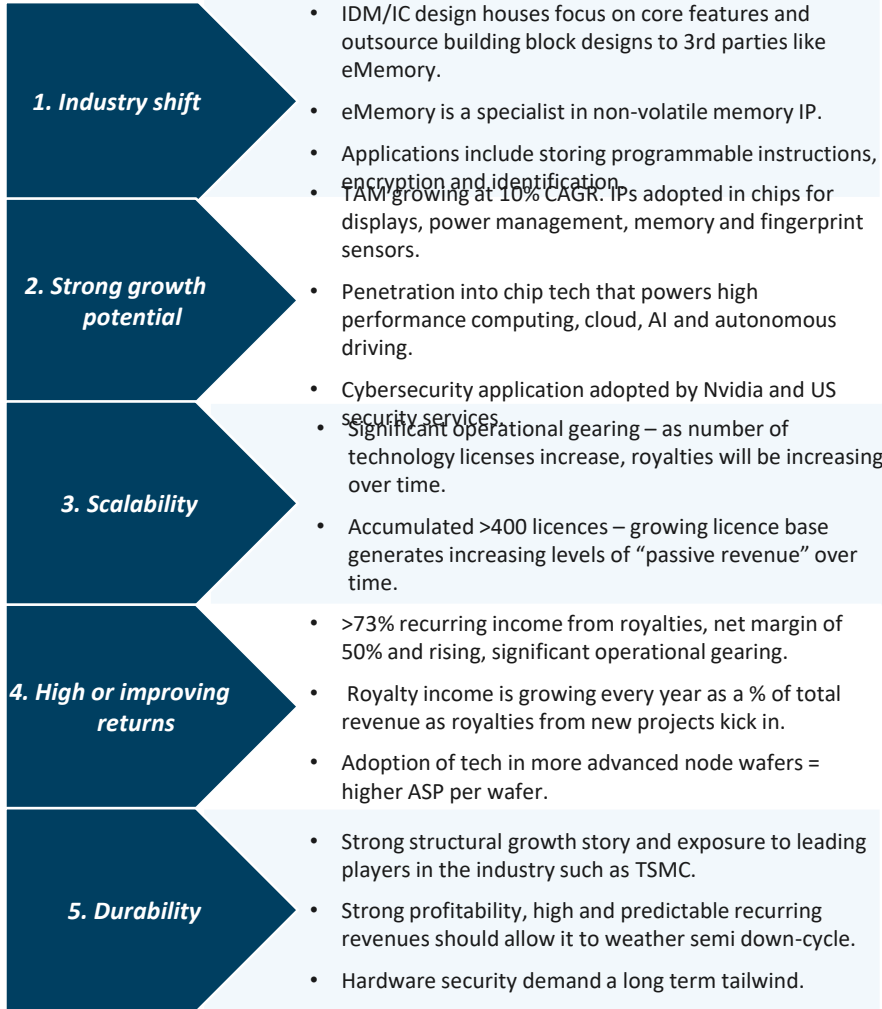 1. Industry shift
• IDM/IC design houses focus on core features and
outsource building block designs to 3rd parties like
eMemory.
• eMemory is a specialist in non-volatile memory IP.
• Applications include storing programmable instructions,
encryption and identification.
2. Strong growth
potential
• TAM growing at 10% CAGR. IPs adopted in chips for
displays, power management, memory and fingerprint
sensors.
• Penetration into chip tech that powers high
performance computing, cloud, AI and autonomous
driving.
• Cybersecurity application adopted by Nvidia and US
security services.
3. Scalability
• Significant operational gearing – as number of
technology licenses increase, royalties will be increasing
over time.
• Accumulated >400 licences – growing licence base
generates increasing levels of “passive revenue” over
time.
4. High or improving
returns
• >73% recurring income from royalties, net margin of
50% and rising, significant operational gearing.
• Royalty income is growing every year as a % of total
revenue as royalties from new projects kick in.
• Adoption of tech in more advanced node wafers =
higher ASP per wafer.
5. Durability
• Strong structural growth story and exposure to leading
players in the industry such as TSMC.
• Strong profitability, high and predictable recurring
revenues should allow it to weather semi down-cycle.
• Hardware security demand a long term tailwind.